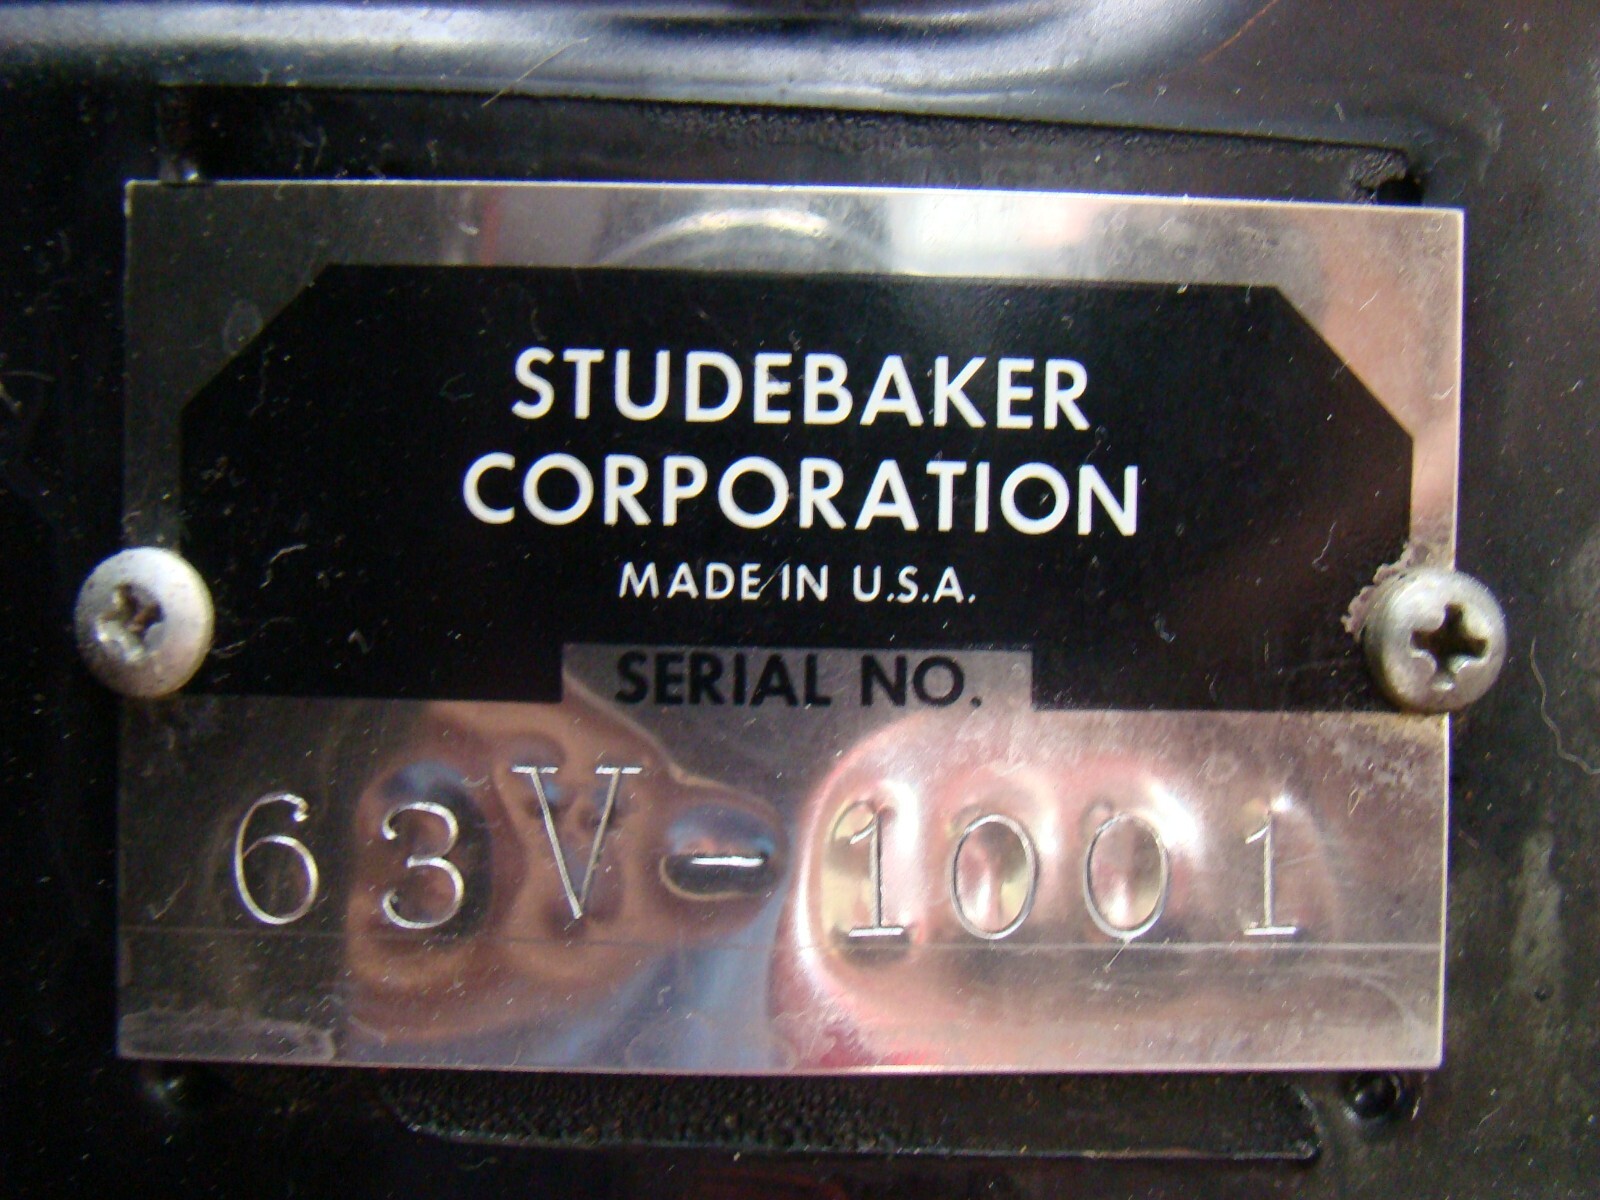 STUDEBAKER
CORPORATION
MADE IN U.S.A.
SERIAL NO.
63V-1001